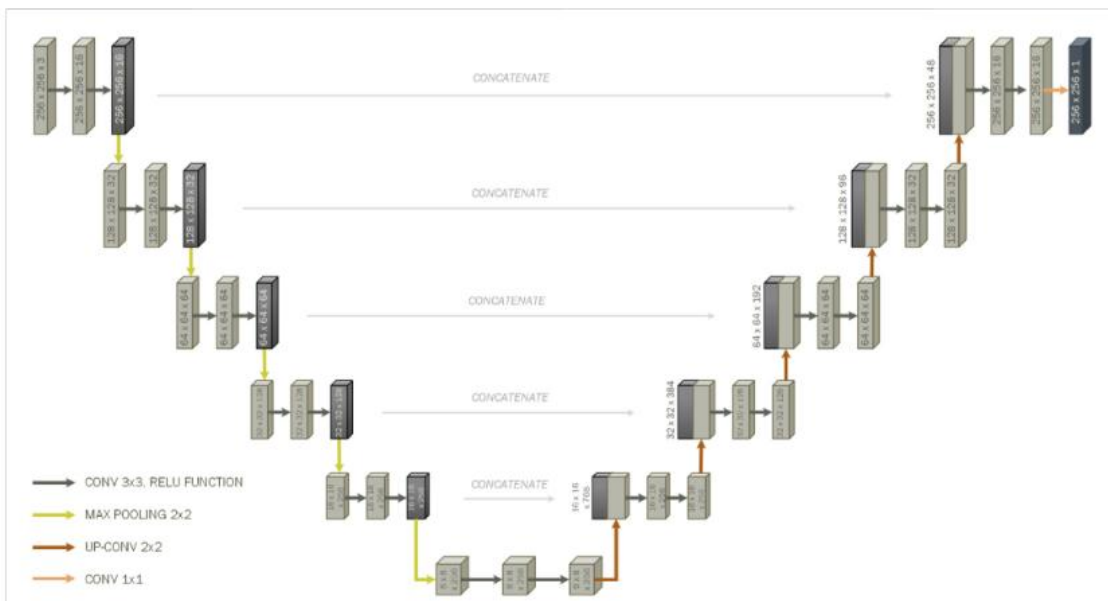 256 x 256 x 3
256 x 256 x 16
256 x 256 x 16
CONCATENATE
256 x 256 x 48
256 x 256 x 16
256 x 256 x 16
256 x 256 x 1
128 x 128 x 32
128 x 128 x 32
128 x 128 x 32
CONCATENATE
128 x 128 x 96
128 x 128 x 32
128 x 128 x 32
64 x 64 x 64
64 x 64 x 64
64 x 64 x 64
CONCATENATE
64 x 64 x 192
64 x 64 x 64
64 x 64 x 64
CONCATENATE
32 x 32 x 384
CONCATENATE
16 x 16
CONV 3x3, RELU FUNCTION
MAX POOLING 2x2
UP-CONV 2x2
CONV 1x1